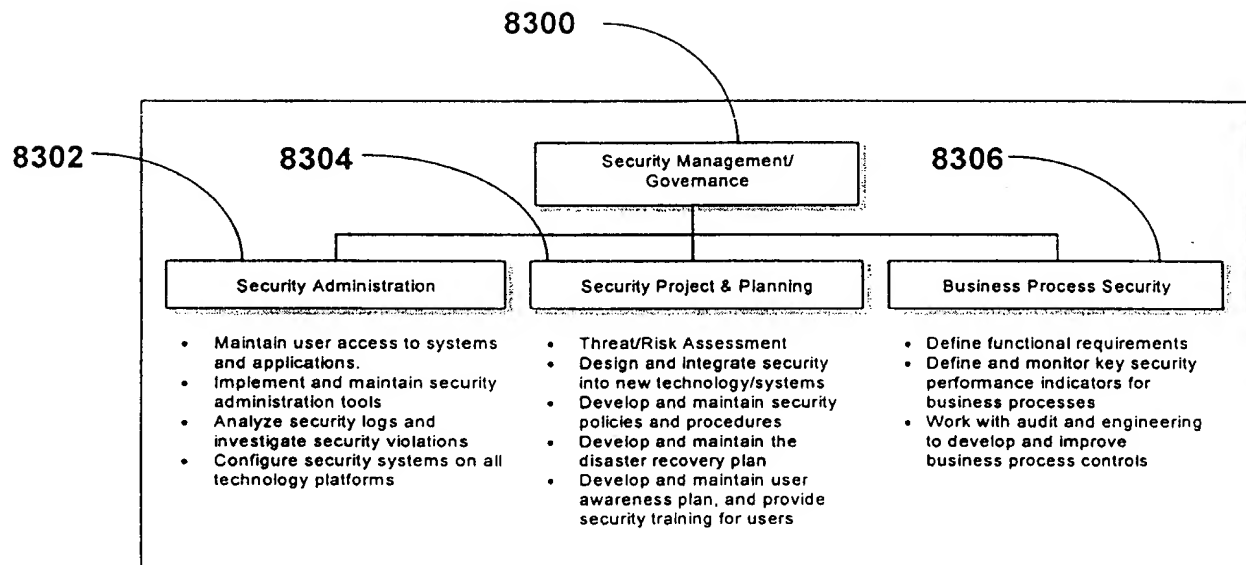 8300
8302
8304
8306
Security Management/
Governance
Security Administration
Security Project & Planning
Business Process Security
• Maintain user access to systems
and applications.
• Implement and maintain security
administration tools
• Analyze security logs and
investigate security violations
• Configure security systems on all
technology platforms
• Threat/Risk Assessment
• Design and integrate security
into new technology/systems
• Develop and maintain security
policies and procedures
• Develop and maintain the
disaster recovery plan
• Develop and maintain user
awareness plan, and provide
security training for users
• Define functional requirements
• Define and monitor key security
performance indicators for
business processes
• Work with audit and engineering
to develop and improve
business process controls